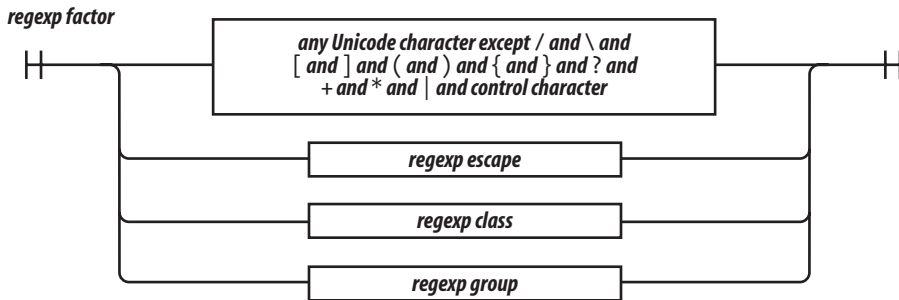 regexp factor
any Unicode character except / and \ and
[ and ] and ( and ) and { and } and ? and
+ and * and | and control character
regexp escape
regexp class
regexp group